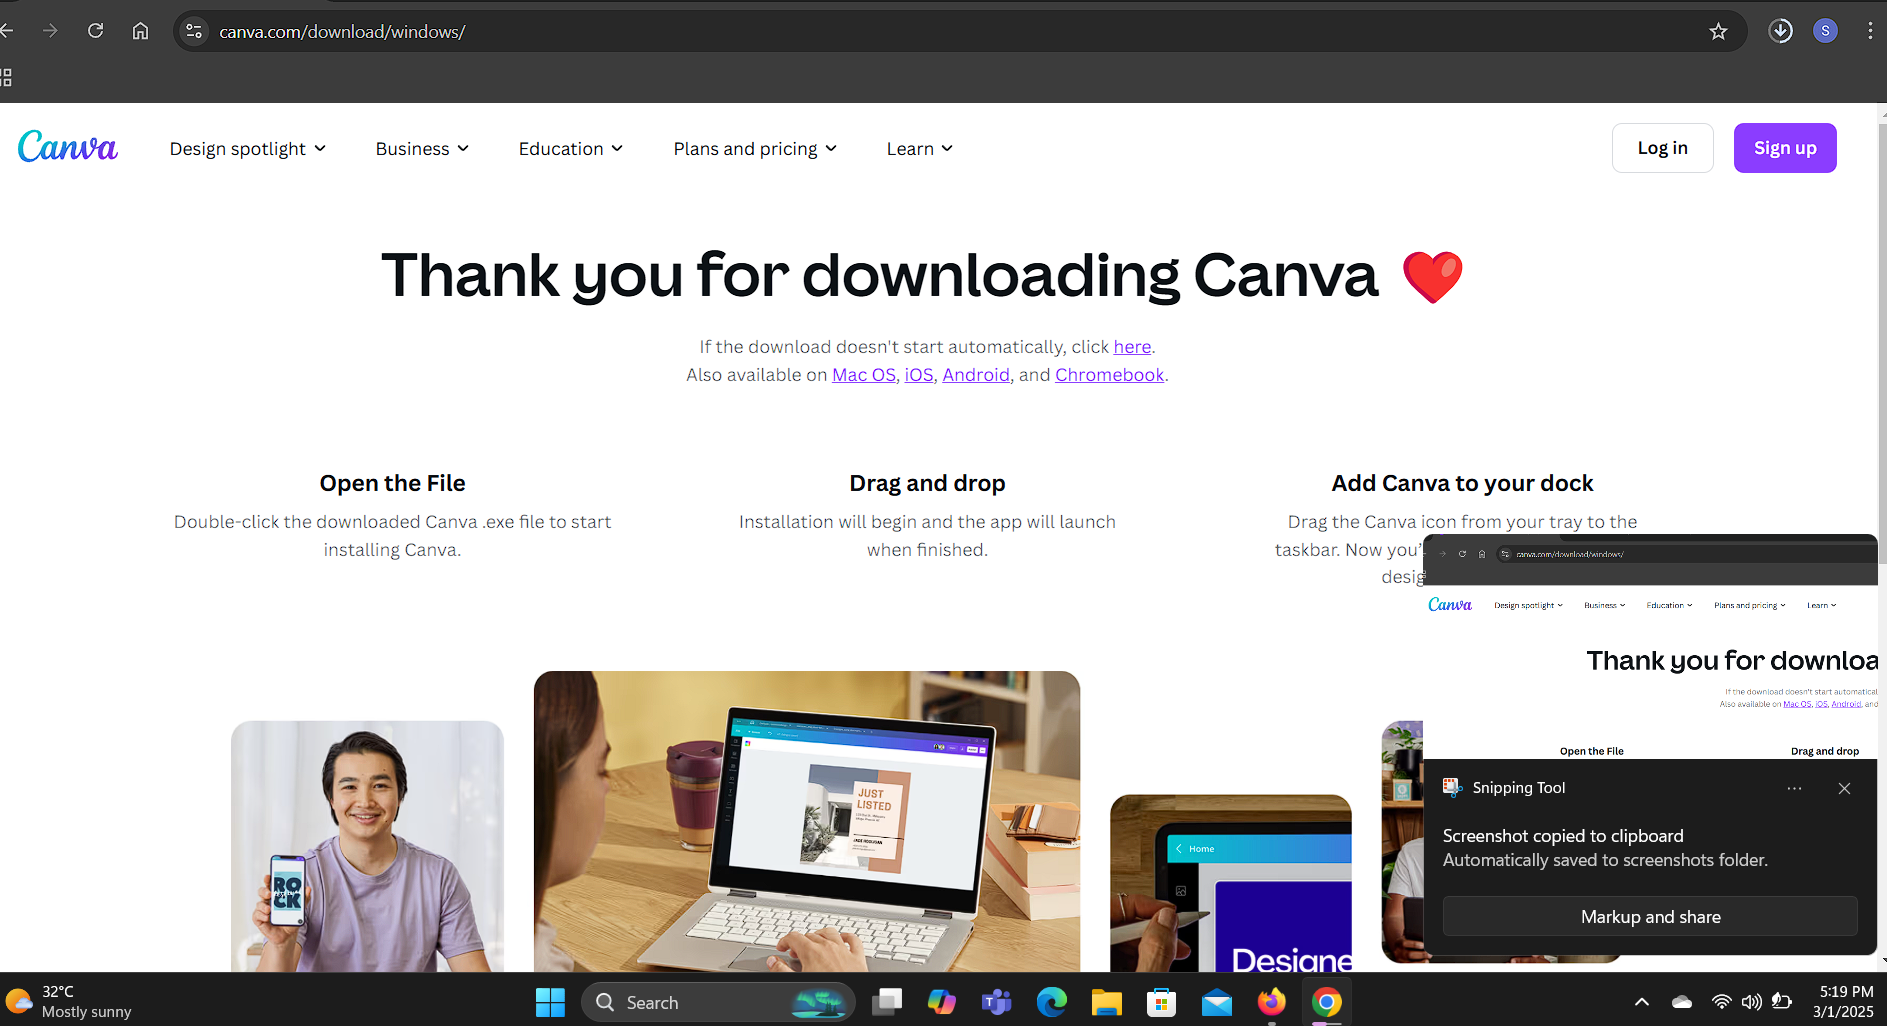 canva.com/download/windows/
S
Canva
Design spotlight
Business
Education
Plans and pricing
Learn
Log in
Sign up
Thank you for downloading Canva
If the download doesn't start automatically, click here.
Also available on Mac OS, iOS, Android, and Chromebook.
Open the File
Double-click the downloaded Canva .exe file to start
installing Canva.
Drag and drop
Installation will begin and the app will launch
when finished.
Add Canva to your dock
Drag the Canva icon from your tray to the
taskbar. Now you'
desig
canva.com/download/windows/
Canva
Design spotlight
Business
Education
Plans and pricing
Learn
Thank you for downloa
If the download doesn't start automatical
Also available on Mac OS, iOS, Android, and
Open the File
Drag and drop
Snipping Tool
Screenshot copied to clipboard
Automatically saved to screenshots folder.
Markup and share
RO
CK
JUST
LISTED
Home
Designe
32°C
Mostly sunny
Search
5:19 PM
3/1/2025